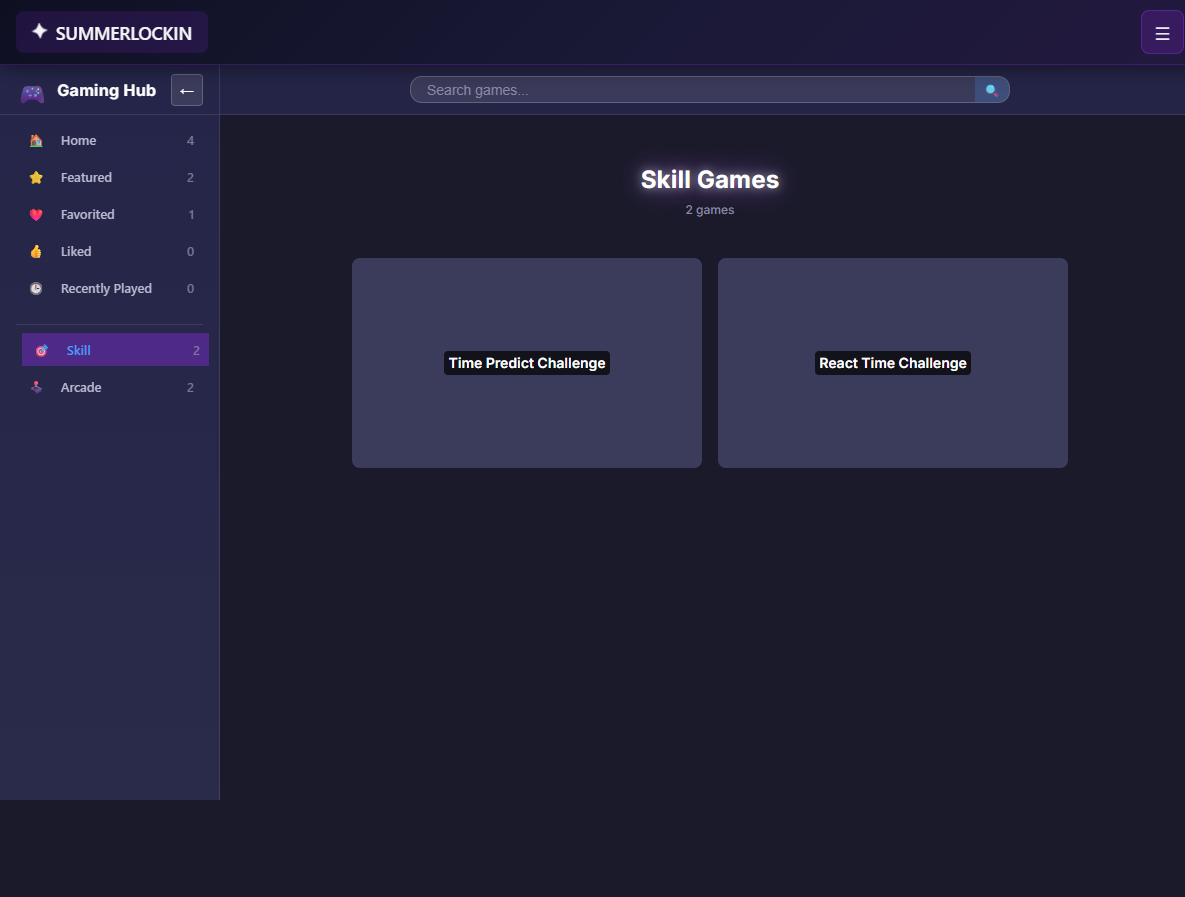 SUMMERLOCKIN
Gaming Hub
Search games...
Home 4
Featured 2
Favorited 1
Liked 0
Recently Played 0
Skill 2
Arcade 2
Skill Games
2 games
Time Predict Challenge
React Time Challenge